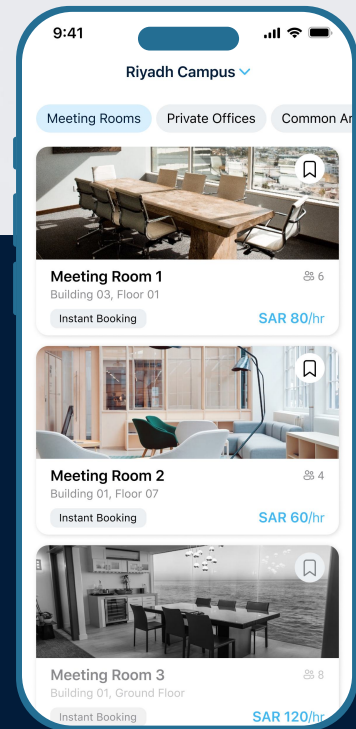 9:41
Riyadh Campus
Meeting Rooms Private Offices Common Ar
Meeting Room 1 6
Building 03, Floor 01
Instant Booking SAR 80/hr
Meeting Room 2 4
Building 01, Floor 07
Instant Booking SAR 60/hr
Meeting Room 3 8
Building 01, Ground Floor
Instant Booking SAR 120/hr